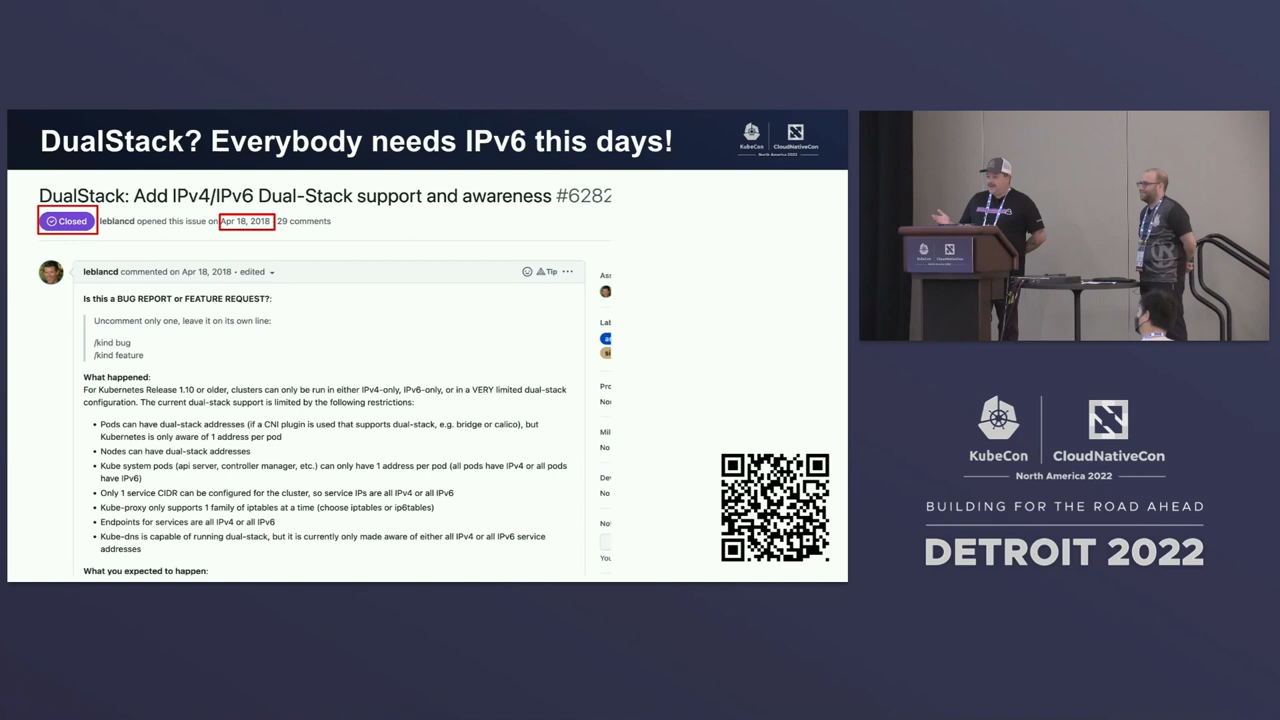 DualStack? Everybody needs IPv6 this days!
KubeCon
CloudNativeCon
North America 2022
DualStack: Add IPv4/IPv6 Dual-Stack support and awareness #6282
Closed
leblancd opened this issue on Apr 18, 2018 · 29 comments
leblancd commented on Apr 18, 2018 • edited
Tip
Is this a BUG REPORT or FEATURE REQUEST?:
Uncomment only one, leave it on its own line:
/kind bug
/kind feature
What happened:
For Kubernetes Release 1.10 or older, clusters can only be run in either IPv4-only, IPv6-only, or in a VERY limited dual-stack
configuration. The current dual-stack support is limited by the following restrictions:
• Pods can have dual-stack addresses (if a CNI plugin is used that supports dual-stack, e.g. bridge or calico), but
Kubernetes is only aware of 1 address per pod
• Nodes can have dual-stack addresses
• Kube system pods (api server, controller manager, etc.) can only have 1 address per pod (all pods have IPv4 or all pods
have IPv6)
• Only 1 service CIDR can be configured for the cluster, so service IPs are all IPv4 or all IPv6
• Kube-proxy only supports 1 family of iptables at a time (choose iptables or ip6tables)
• Endpoints for services are all IPv4 or all IPv6
• Kube-dns is capable of running dual-stack, but it is currently only made aware of either all IPv4 or all IPv6 service
addresses
What you expected to happen:
Ass
Lab
Pro
Mil
No
Dev
No
Not
You
KubeCon
CloudNativeCon
North America 2022
BUILDING FOR THE ROAD AHEAD
DETROIT 2022